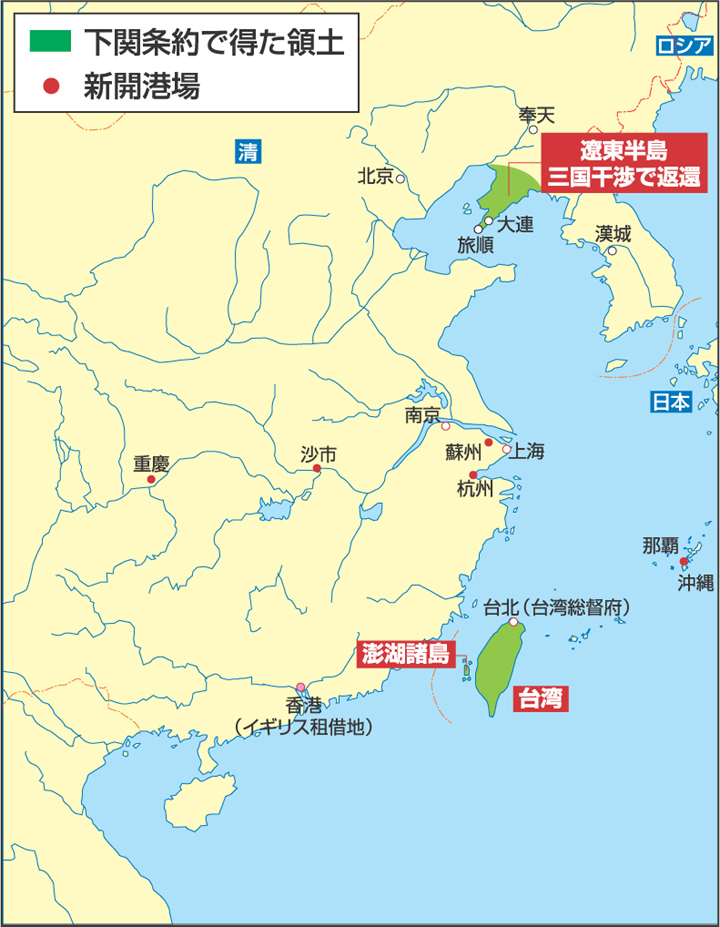 下関条約で得た領土
新開港場
ロシア
奉天
清
遼東半島
三国干渉で返還
北京
大連
旅順
漢城
日本
南京
蘇州
上海
沙市
重慶
杭州
那覇
沖縄
台北(台湾総督府)
澎湖諸島
台湾
香港
(イギリス租借地)